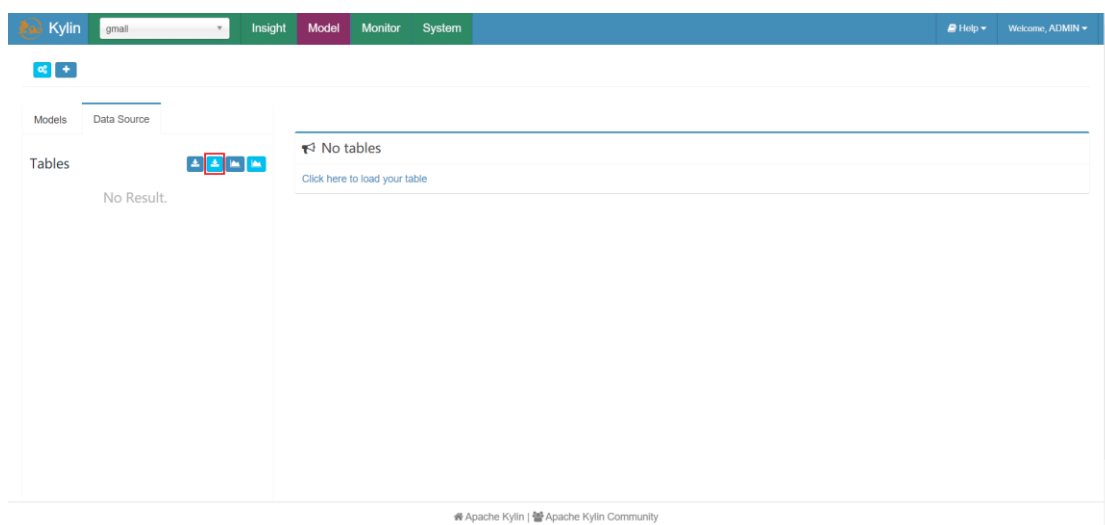 Kylin gmall Insight Model Monitor System Help Welcome, ADMIN
Models Data Source
No tables
Tables
Click here to load your table
No Result.
Apache Kylin | Apache Kylin Community